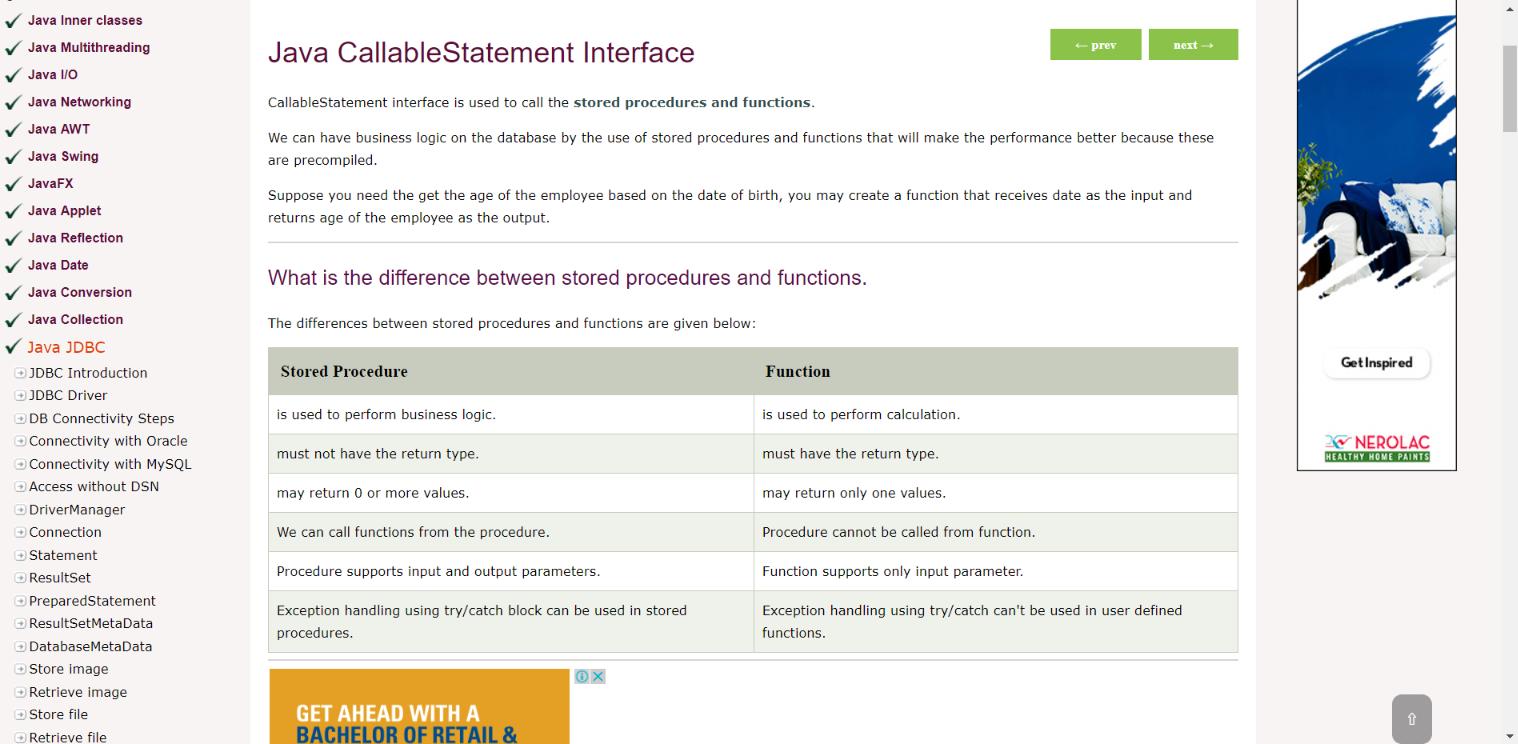 Java Inner classes
Java Multithreading
Java I/O
Java Networking
Java AWT
Java Swing
JavaFX
Java Applet
Java Reflection
Java Date
Java Conversion
Java Collection
Java JDBC
JDBC Introduction
JDBC Driver
DB Connectivity Steps
Connectivity with Oracle
Connectivity with MySQL
Access without DSN
DriverManager
Connection
Statement
ResultSet
PreparedStatement
ResultSetMetaData
DatabaseMetaData
Store image
Retrieve image
Store file
Retrieve file
Java CallableStatement Interface
← prev
next →
CallableStatement interface is used to call the stored procedures and functions.
We can have business logic on the database by the use of stored procedures and functions that will make the performance better because these
are precompiled.
Suppose you need the get the age of the employee based on the date of birth, you may create a function that receives date as the input and
returns age of the employee as the output.
What is the difference between stored procedures and functions.
The differences between stored procedures and functions are given below:
Stored Procedure Function
is used to perform business logic. is used to perform calculation.
must not have the return type. must have the return type.
may return 0 or more values. may return only one values.
We can call functions from the procedure. Procedure cannot be called from function.
Procedure supports input and output parameters. Function supports only input parameter.
Exception handling using try/catch block can be used in stored
procedures.
Exception handling using try/catch can't be used in user defined
functions.
GET AHEAD WITH A
BACHELOR OF RETAIL &
Get Inspired
NEROLAC
HEALTHY HOME PAINTS